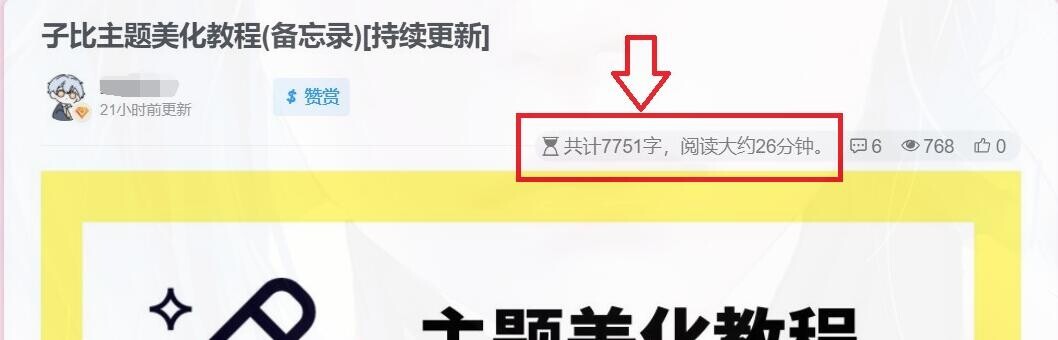 子比主题美化教程(备忘录)[持续更新]
21小时前更新
$ 赞赏
共计7751字，阅读大约26分钟。 6 768 0
主题美化教程